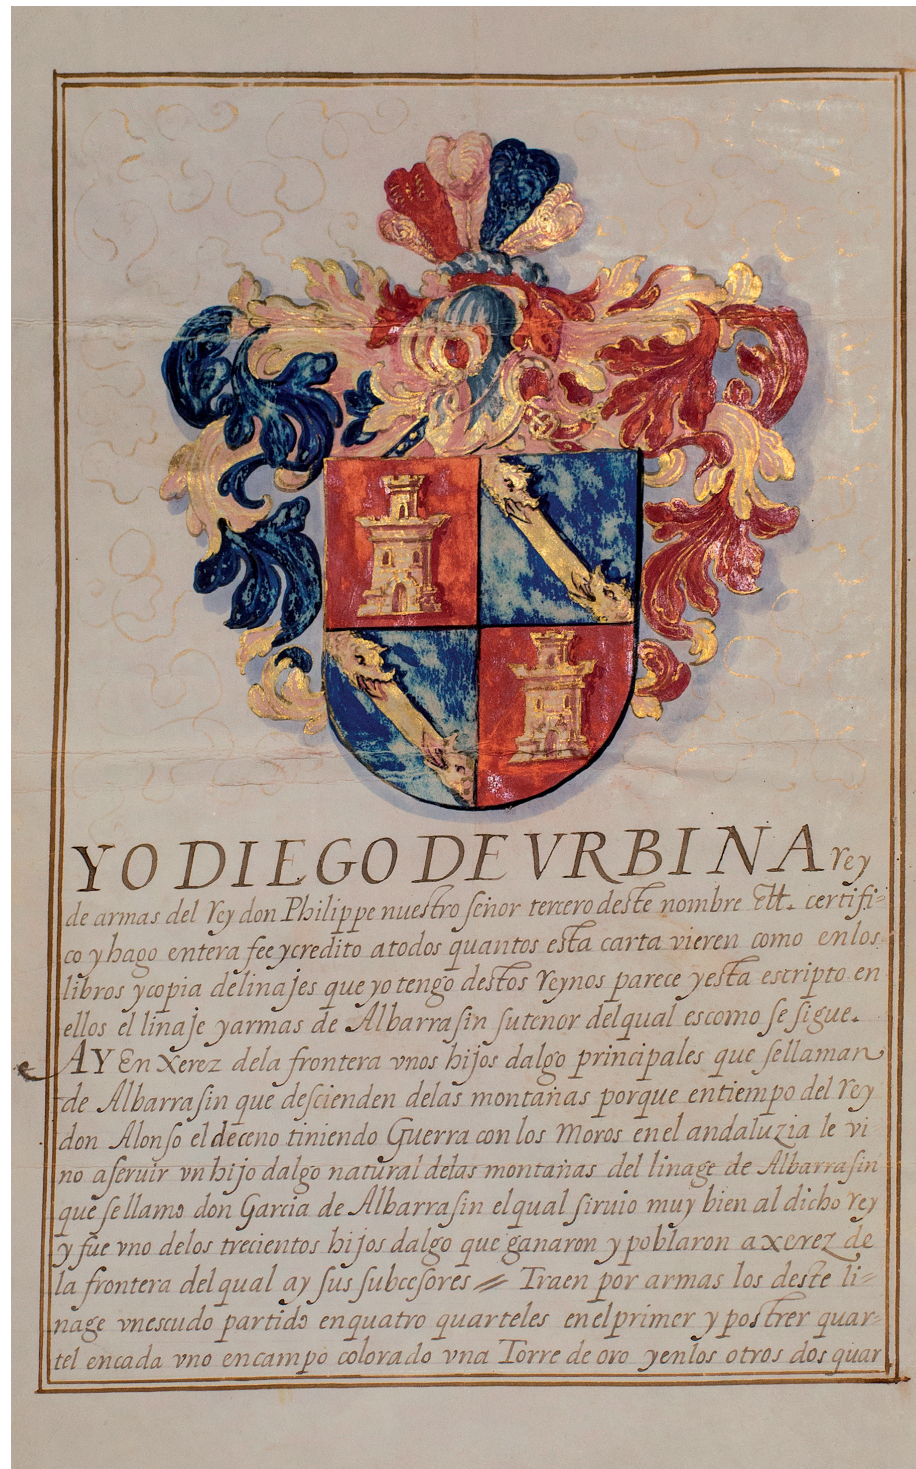 YO DIEGO DE VRBINA rey
de armas del rey don Philippe nuestro señor tercero deste nombre ett. certifi=
co y hago entera fee y credito a todos quantos esta carta vieren como en los
libros y copia de linajes que yo tengo destos reynos parece y esta escripto en
ellos el linaje y armas de Albarrasin su tenor del qual es como se sigue.
AY En Xerez dela frontera vnos hijos dalgo principales que se llaman
de Albarrasin que descienden delas montañas porque en tiempo del rey
don Alonso el deceno tiniendo Guerra con los Moros en el andaluzia le vi
no a seruir vn hijo dalgo natural delas montañas del linage de Albarrasin
que se llamo don Garcia de Albarrasin el qual siruio muy bien al dicho rey
y fue vno delos trecientos hijos dalgo que ganaron y poblaron a xerez de
la frontera del qual ay sus subcesores = Traen por armas los deste li=
nage vn escudo partido en quatro quarteles en el primer y postrer quar=
tel en cada vno en campo colorado vna Torre de oro y en los otros dos quar